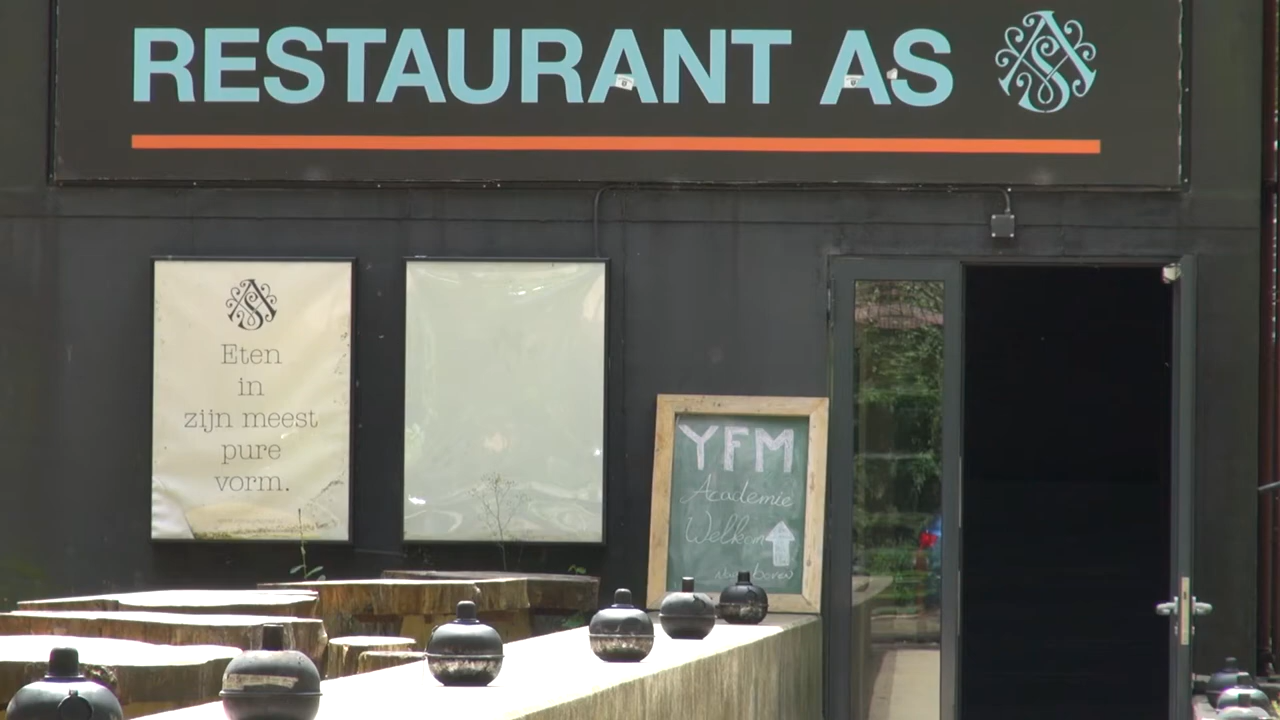 RESTAURANT AS
Eten
in
zijn meest
pure
vorm.
YFM
Academie
Welkom